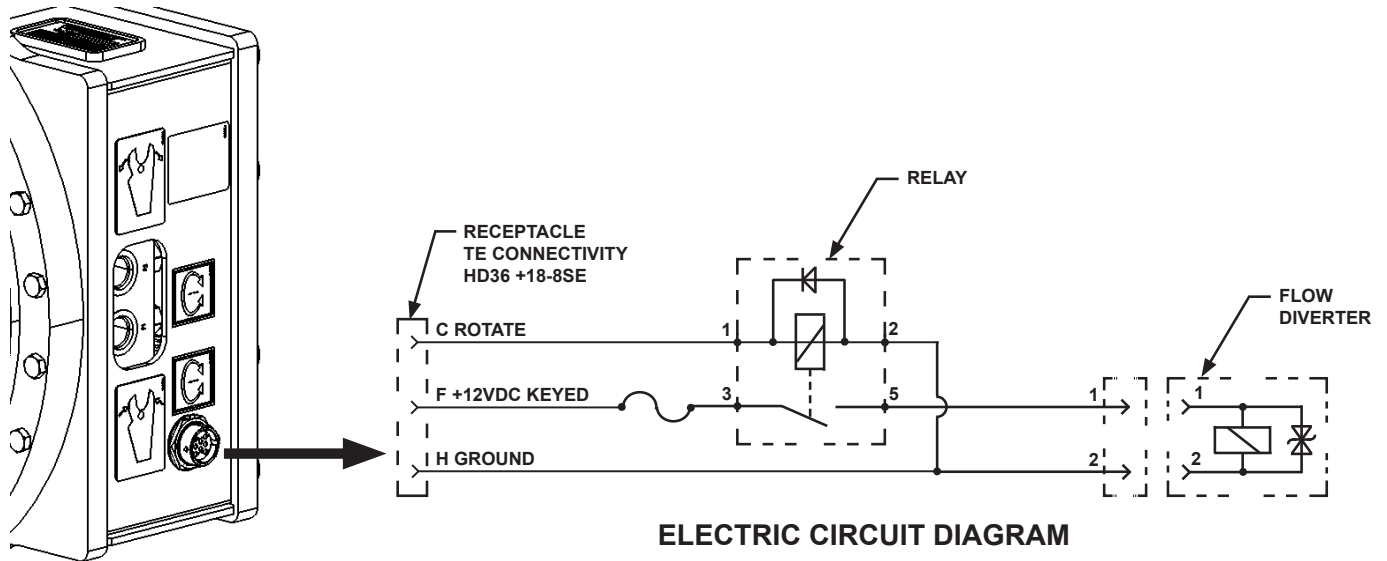 RELAY
RECEPTACLE
TE CONNECTIVITY
HD36 +18-8SE
FLOW
DIVERTER
C ROTATE
1
2
F +12VDC KEYED
3
5
1
1
H GROUND
2
2
ELECTRIC CIRCUIT DIAGRAM